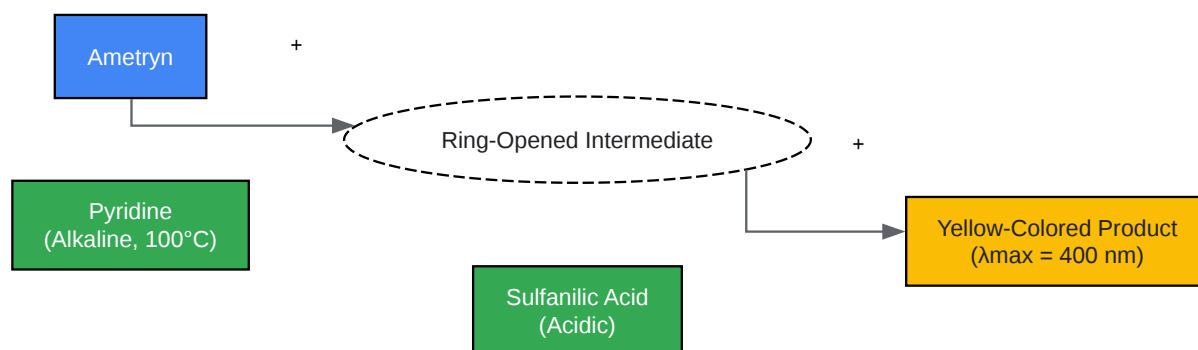 Ametryn
+
Ring-Opened Intermediate
+
Pyridine
(Alkaline, 100°C)
Yellow-Colored Product
(λmax = 400 nm)
Sulfanilic Acid
(Acidic)